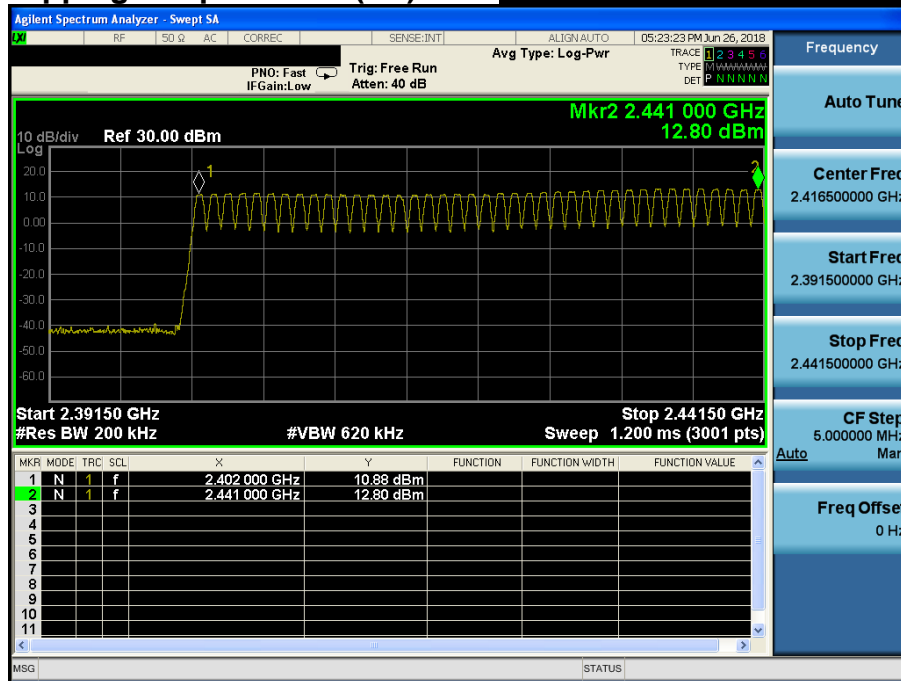 Agilent Spectrum Analyzer - Swept SA
LXI RF 50 Ω AC CORREC SENSE:INT ALIGN AUTO 05:23:23 PM Jun 26, 2018
Frequency
Avg Type: Log-Pwr
TRACE 1 2 3 4 5 6
TYPE M WWWWW
DET P N N N N N
PNO: Fast Trig: Free Run
IFGain:Low Atten: 40 dB
Auto Tune
Mkr2 2.441 000 GHz
12.80 dBm
10 dB/div Ref 30.00 dBm
Log
20.0
10.0
0.00
-10.0
-20.0
-30.0
-40.0
-50.0
-60.0
1
2
Center Freq
2.416500000 GHz
Start Freq
2.391500000 GHz
Stop Freq
2.441500000 GHz
Start 2.39150 GHz Stop 2.44150 GHz
#Res BW 200 kHz #VBW 620 kHz Sweep 1.200 ms (3001 pts)
CF Step
5.000000 MHz
Auto Man
MKR MODE TRC SCL X Y FUNCTION FUNCTION WIDTH FUNCTION VALUE
1 N 1 f 2.402 000 GHz 10.88 dBm
2 N 1 f 2.441 000 GHz 12.80 dBm
3
4
5
6
7
8
9
10
11
Freq Offset
0 Hz
MSG STATUS